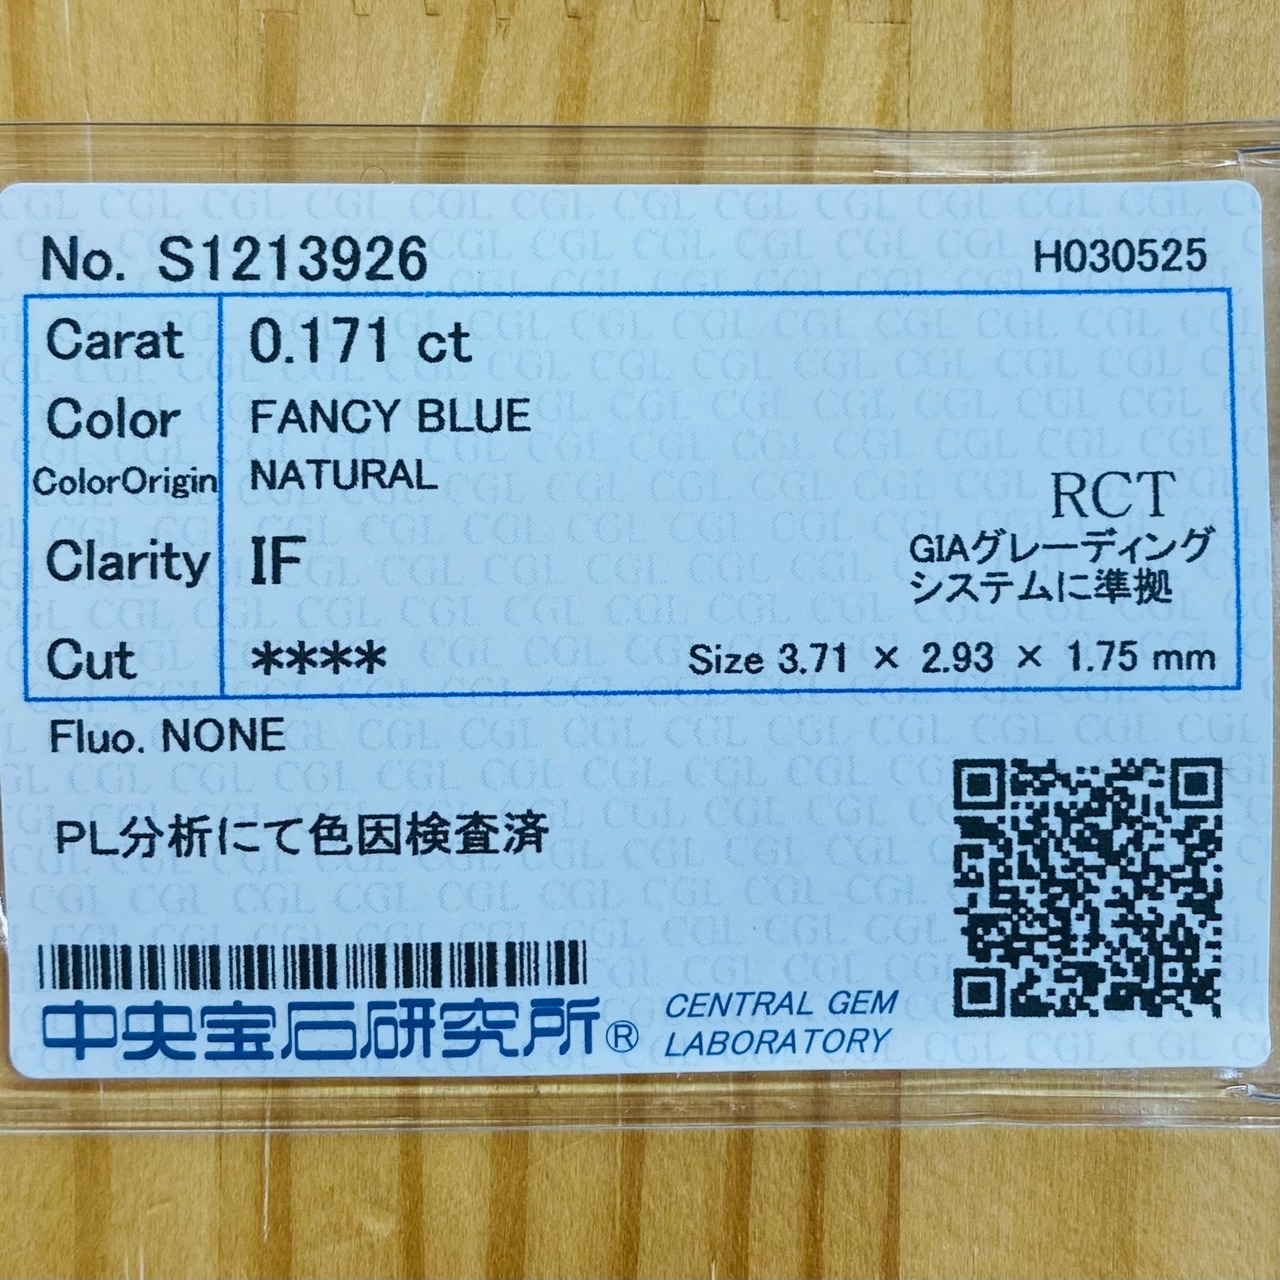 No. S1213926 H030525
Carat 0.171 ct
Color FANCY BLUE
ColorOrigin NATURAL
RCT
GIAグレーディング
システムに準拠
Clarity IF
Cut **** Size 3.71 × 2.93 × 1.75 mm
Fluo. NONE
PL分析にて色因検査済
中央宝石研究所® CENTRAL GEM
LABORATORY